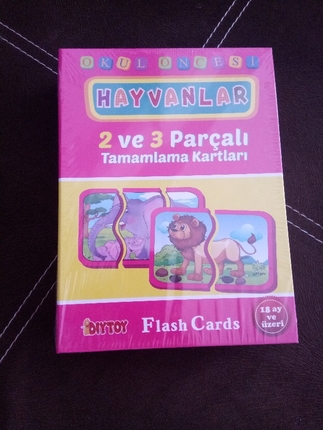 OKUL ÖNCESİ
HAYVANLAR
2 ve 3 Parçalı
Tamamlama Kartları
DIYTOY
Flash Cards
18 ay ve
üzeri